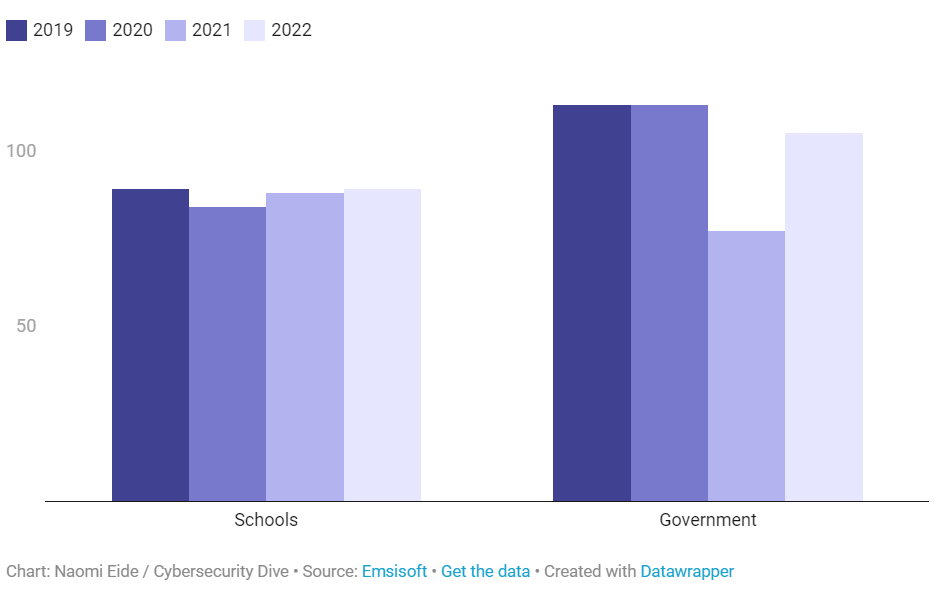 2019 2020 2021 2022
100
50
Schools Government
Chart: Naomi Eide / Cybersecurity Dive • Source: Emsisoft • Get the data • Created with Datawrapper